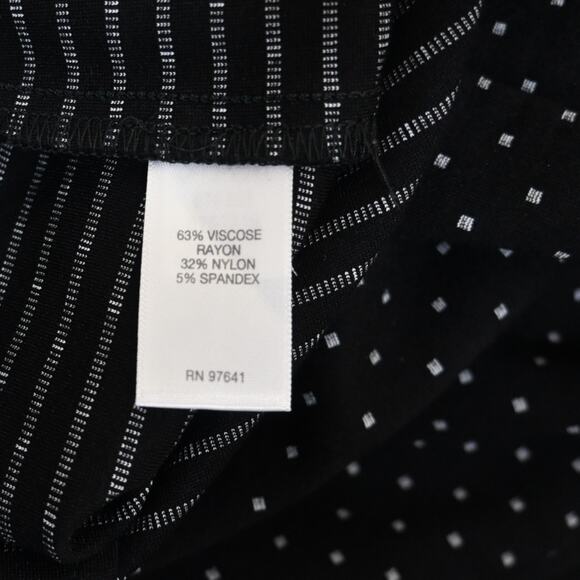 63% VISCOSE
RAYON
32% NYLON
5% SPANDEX
RN 97641